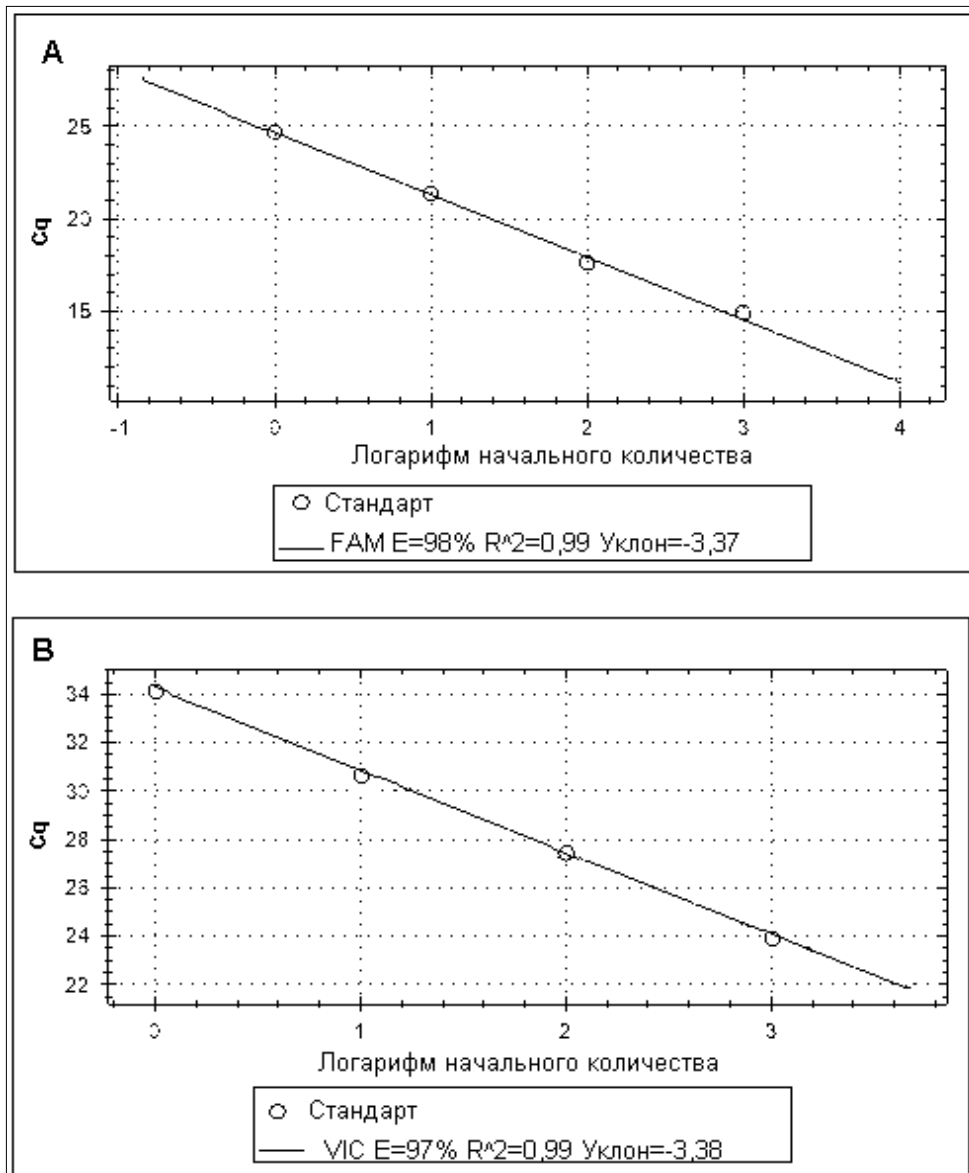 A
25
20
15
Cq
-1 0 1 2 3 4
Логарифм начального количества
Стандарт
FAM E=98% R^2=0,99 Уклон=-3,37
B
34
32
30
28
26
24
22
Cq
0 1 2 3
Логарифм начального количества
Стандарт
VIC E=97% R^2=0,99 Уклон=-3,38